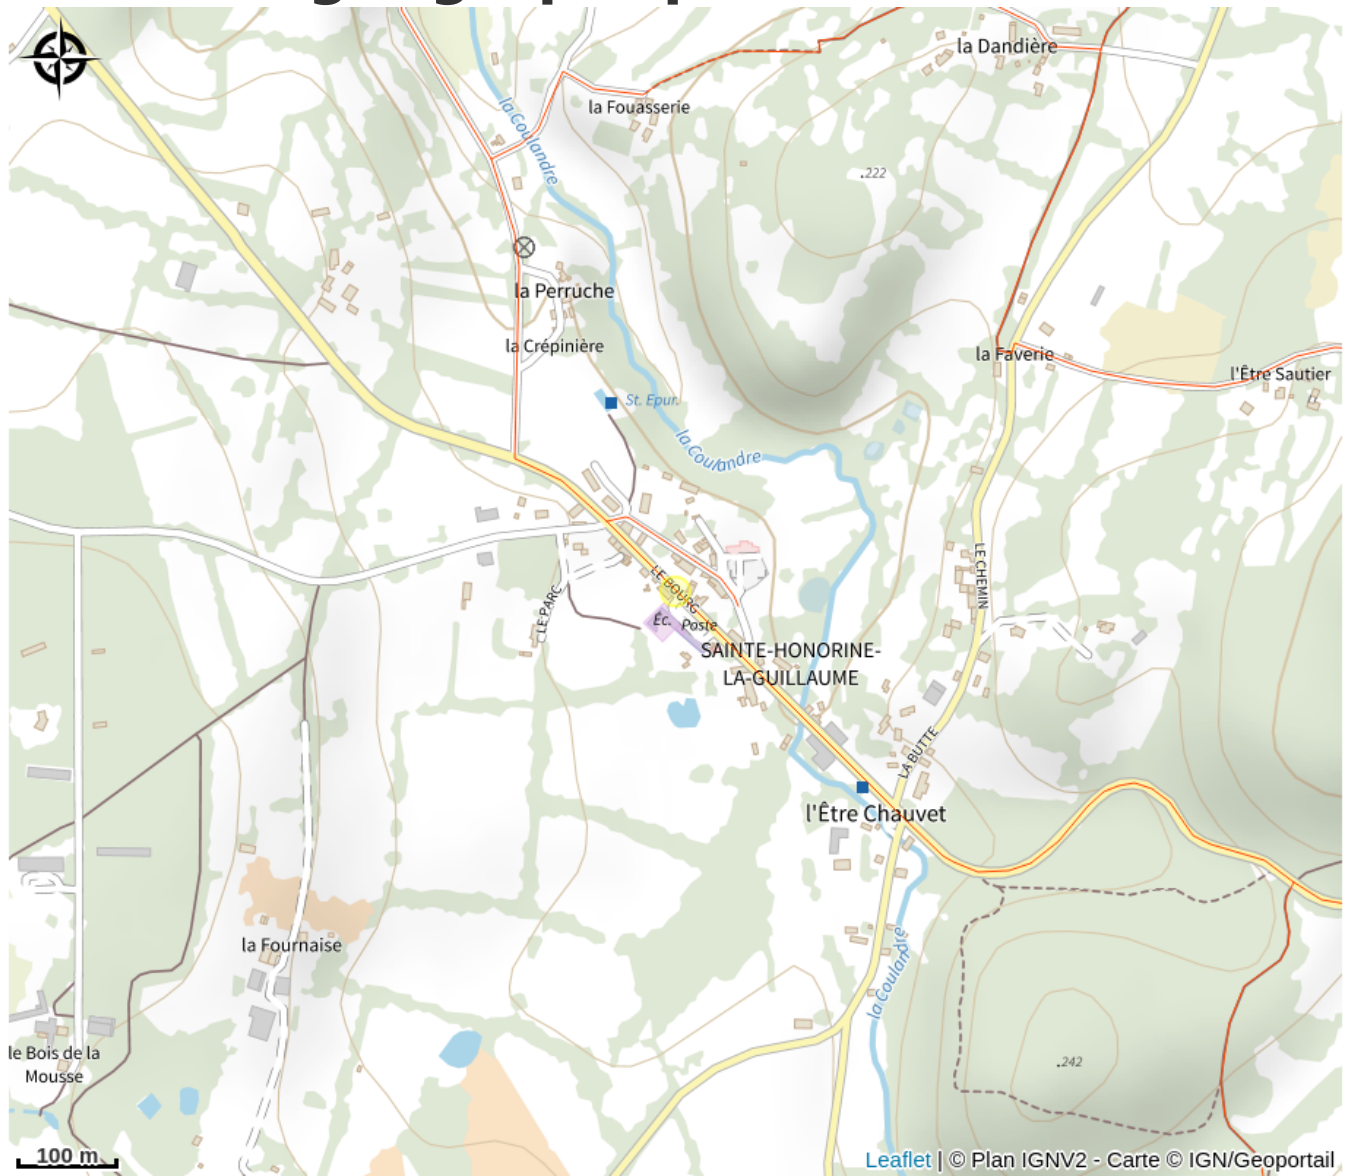 la Dandière
la Fouasserie
la Coulandre
.222
la Perruche
la Crépinière
la Faverie
l'Être Sautier
St. Epur.
la Coulandre
LE CHEMIN
LE BOURG
LE PARC
Éc.
Poste
SAINTE-HONORINE-
LA-GUILLAUME
LA BUTTE
l'Être Chauvet
la Fournaise
la Coulandre
le Bois de la
Mousse
.242
100 m
Leaflet | © Plan IGNV2 - Carte © IGN/Geoportail